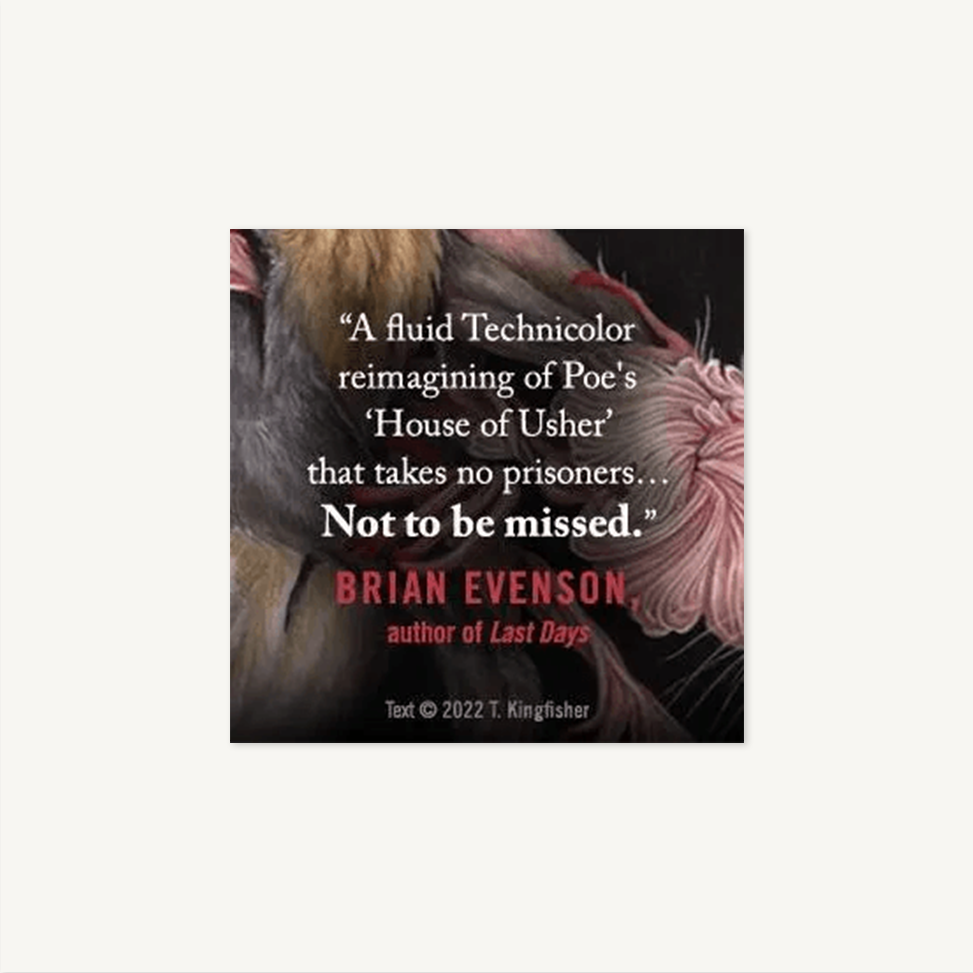 “A fluid Technicolor
reimagining of Poe's
‘House of Usher’
that takes no prisoners…
Not to be missed.”
BRIAN EVENSON,
author of Last Days
Text © 2022 T. Kingfisher